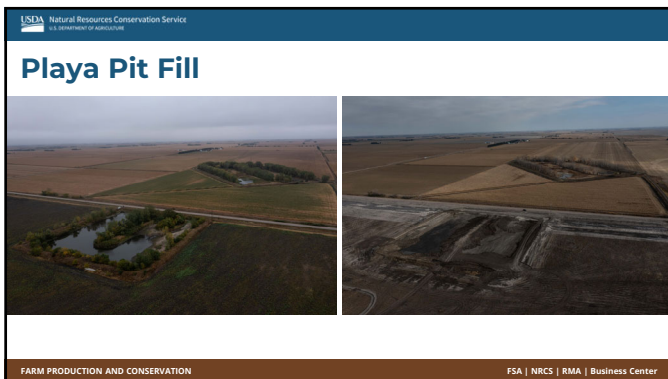 USDA Natural Resources Conservation Service
U.S. DEPARTMENT OF AGRICULTURE
Playa Pit Fill
FARM PRODUCTION AND CONSERVATION
FSA | NRCS | RMA | Business Center